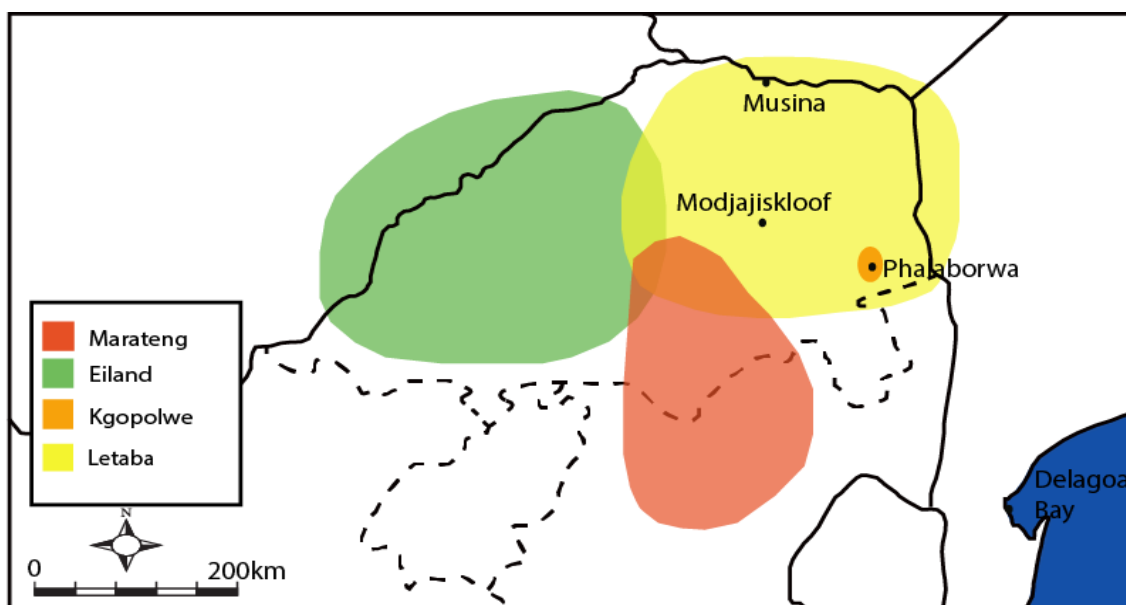 Musina
Modjajiskloof
Phalaborwa
Marateng
Eiland
Kgopolwe
Letaba
Delagoa
Bay
N
0 200km